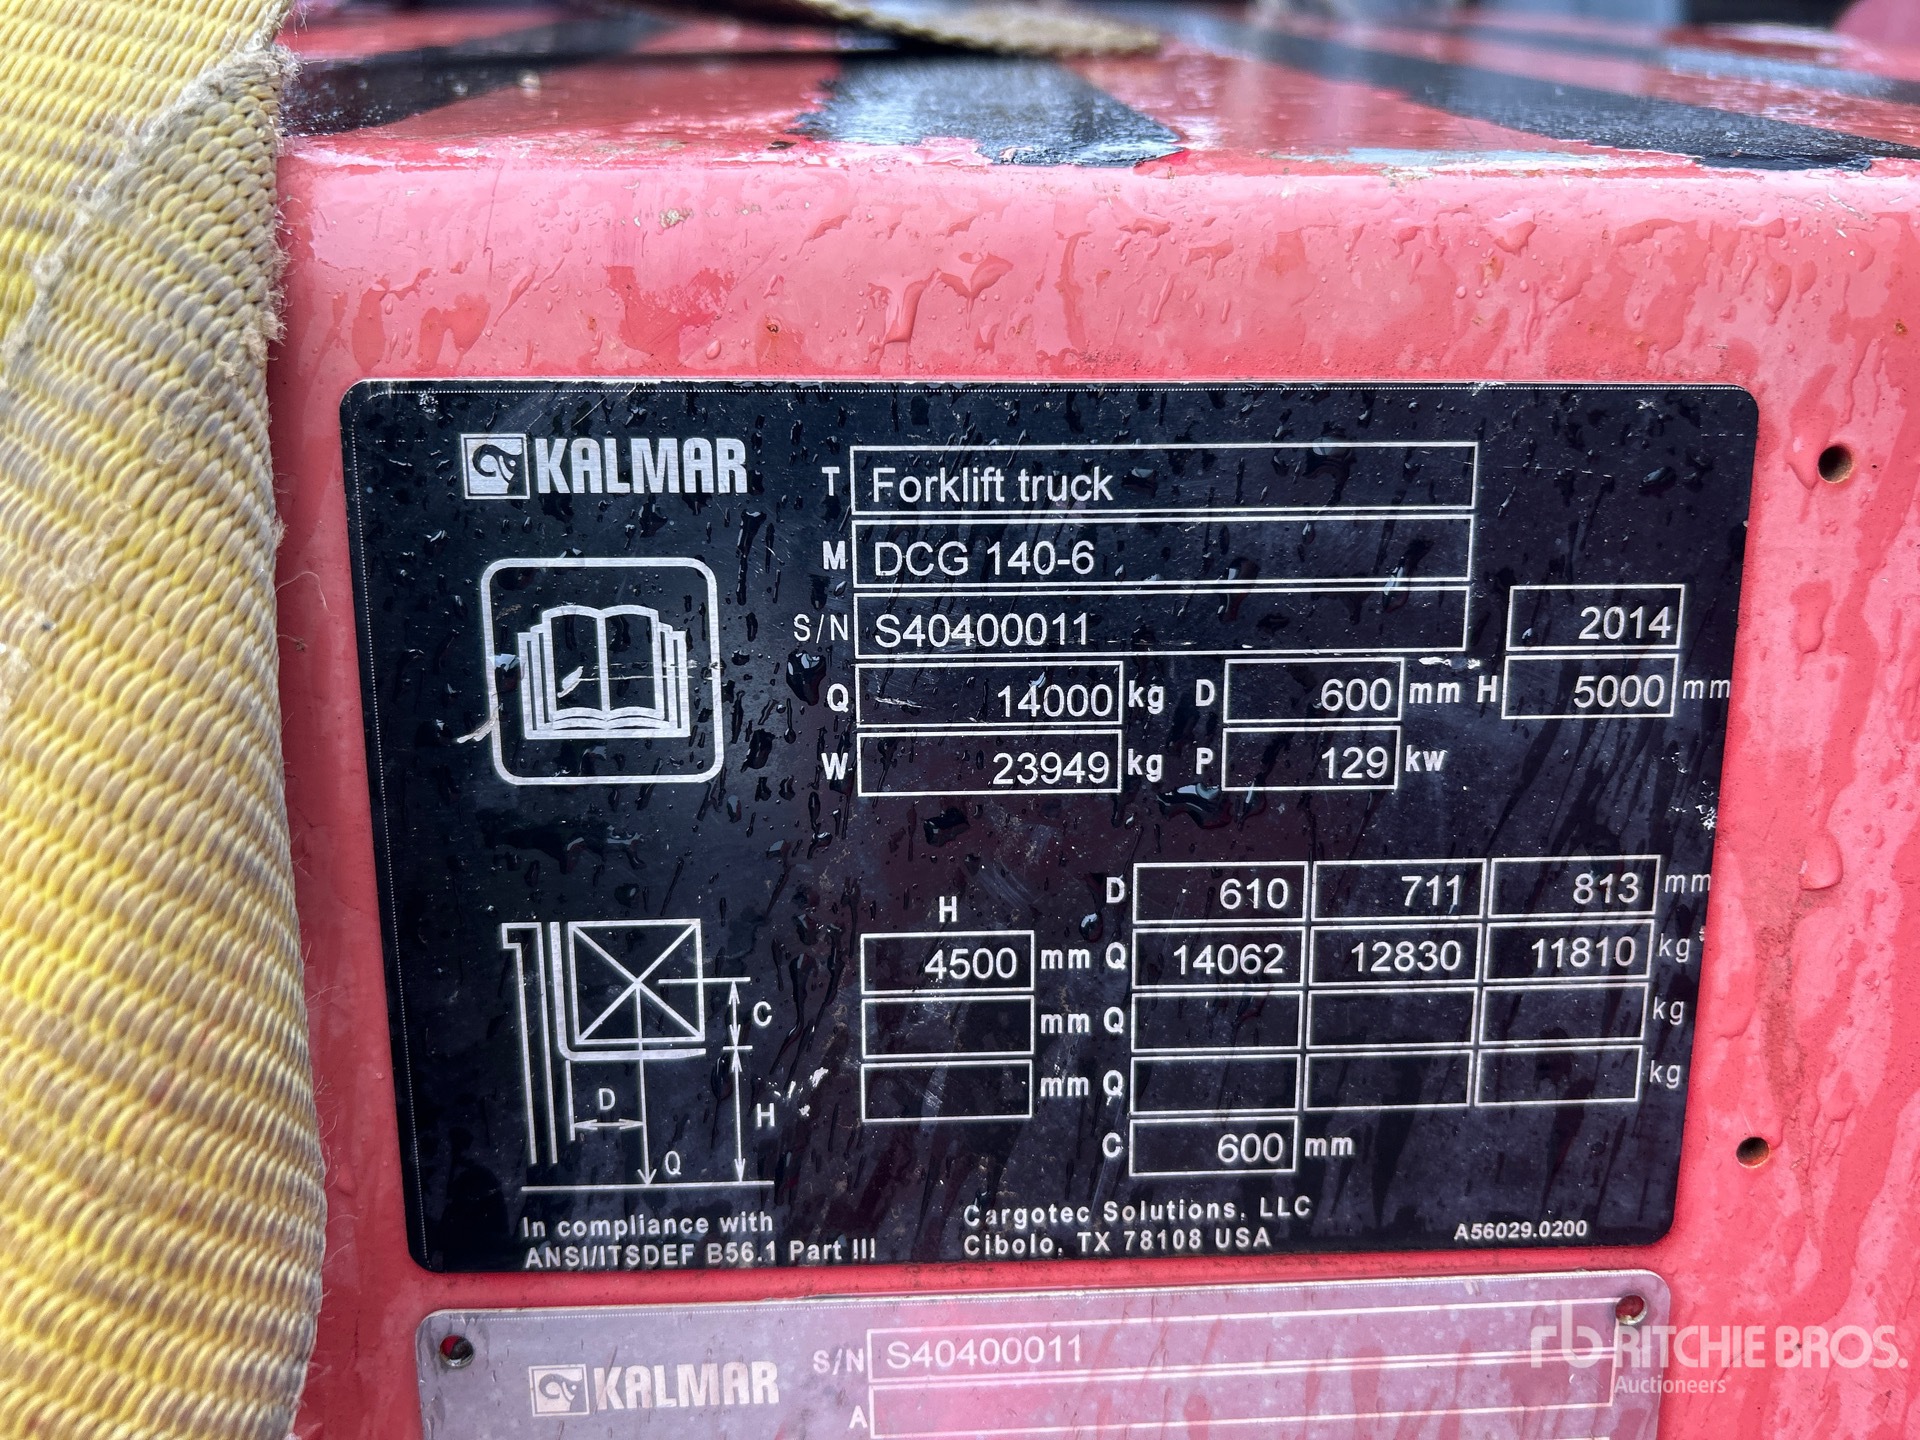 KALMAR
T Forklift truck
M DCG 140-6
S/N S40400011 2014
Q 14000 kg D 600 mm H 5000 mm
W 23949 kg P 129 kw
D 610 711 813 mm
H
4500 mm Q 14062 12830 11810 kg
mm Q kg
mm Q kg
C 600 mm
C
D
H
Q
In compliance with
ANSI/ITSDEF B56.1 Part III
Cargotec Solutions, LLC
Cibolo, TX 78108 USA
A56029.0200
KALMAR
S/N S40400011
A
rb RITCHIE BROS.
Auctioneers